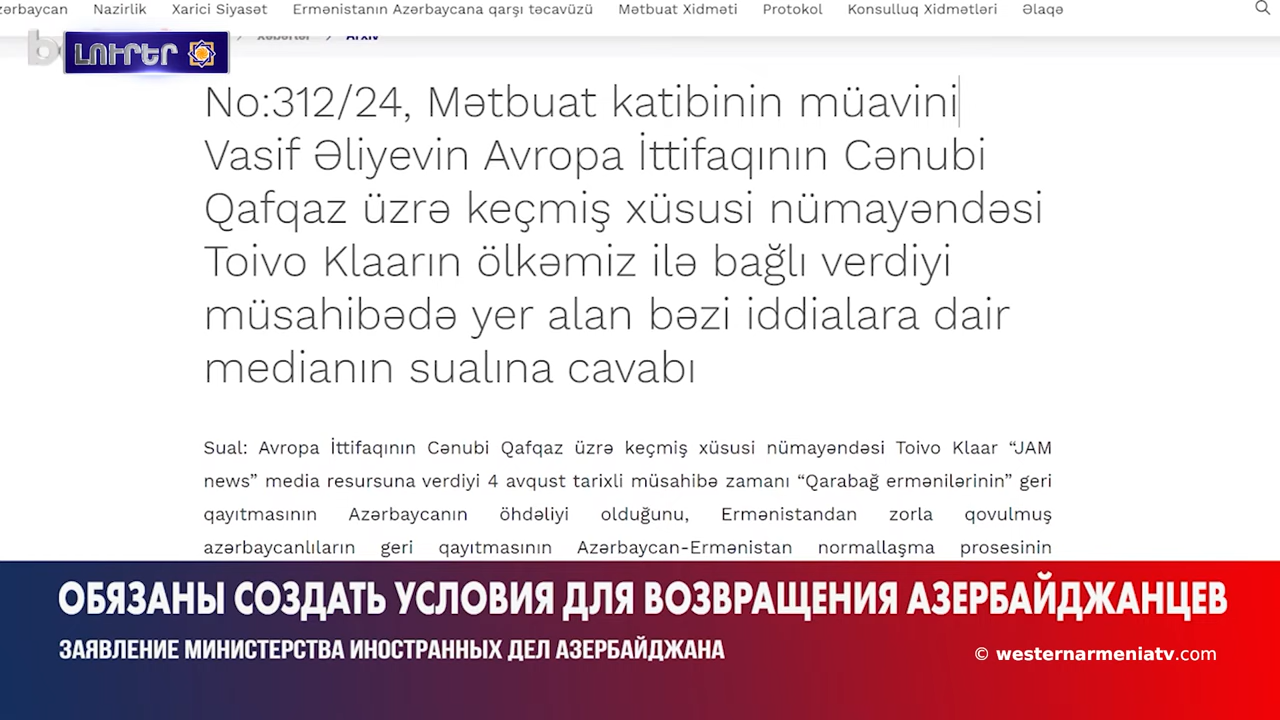 zərbaycan Nazirlik Xarici Siyasət Ermənistanın Azərbaycana qarşı təcavüzü Mətbuat Xidməti Protokol Konsulluq Xidmətləri Əlaqə
Xəbərlər > Arxiv
ԼՈՒՐԵՐ
No:312/24, Mətbuat katibinin müavini
Vasif Əliyevin Avropa İttifaqının Cənubi
Qafqaz üzrə keçmiş xüsusi nümayəndəsi
Toivo Klaarın ölkəmiz ilə bağlı verdiyi
müsahibədə yer alan bəzi iddialara dair
medianın sualına cavabı
Sual: Avropa İttifaqının Cənubi Qafqaz üzrə keçmiş xüsusi nümayəndəsi Toivo Klaar “JAM
news” media resursuna verdiyi 4 avqust tarixli müsahibə zamanı “Qarabağ ermənilərinin” geri
qayıtmasının Azərbaycanın öhdəliyi olduğunu, Ermənistandan zorla qovulmuş
azərbaycanlıların geri qayıtmasının Azərbaycan-Ermənistan normallaşma prosesinin
ОБЯЗАНЫ СОЗДАТЬ УСЛОВИЯ ДЛЯ ВОЗВРАЩЕНИЯ АЗЕРБАЙДЖАНЦЕВ
ЗАЯВЛЕНИЕ МИНИСТЕРСТВА ИНОСТРАННЫХ ДЕЛ АЗЕРБАЙДЖАНА
© westernarmeniatv.com